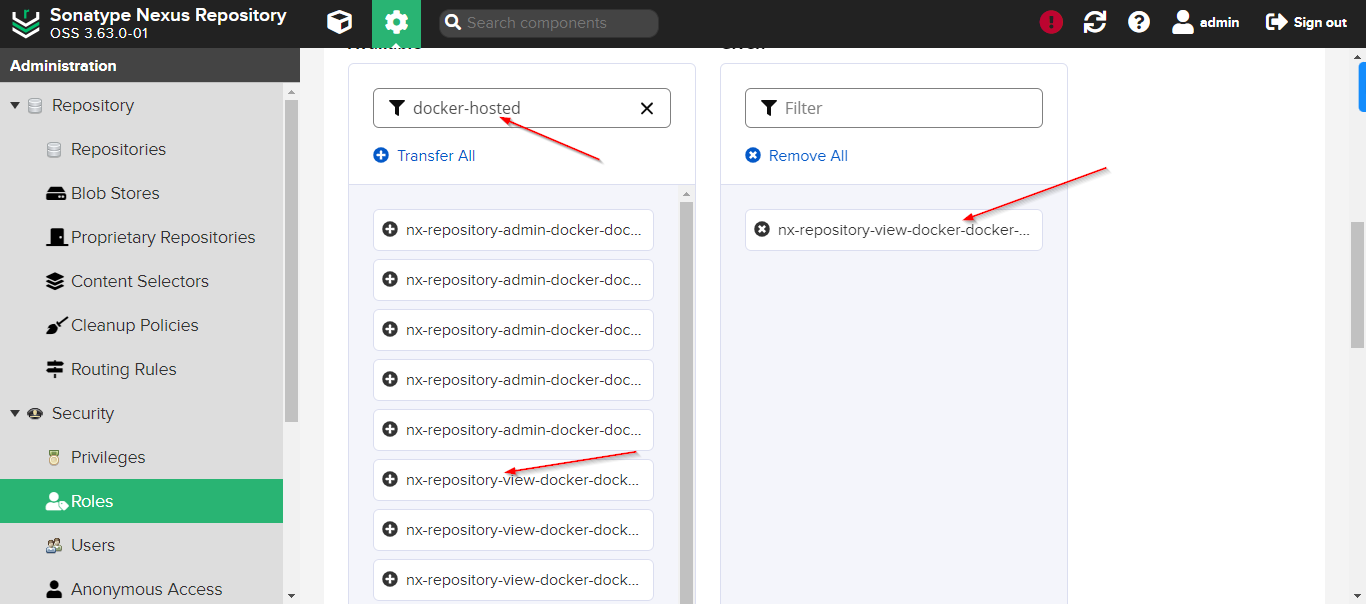 Sonatype Nexus Repository
OSS 3.63.0-01
Search components
admin
Sign out
Administration
Repository
Repositories
Blob Stores
Proprietary Repositories
Content Selectors
Cleanup Policies
Routing Rules
Security
Privileges
Roles
Users
Anonymous Access
docker-hosted
Transfer All
nx-repository-admin-docker-doc...
nx-repository-admin-docker-doc...
nx-repository-admin-docker-doc...
nx-repository-admin-docker-doc...
nx-repository-admin-docker-doc...
nx-repository-view-docker-dock...
nx-repository-view-docker-dock...
nx-repository-view-docker-dock...
Filter
Remove All
nx-repository-view-docker-docker-...